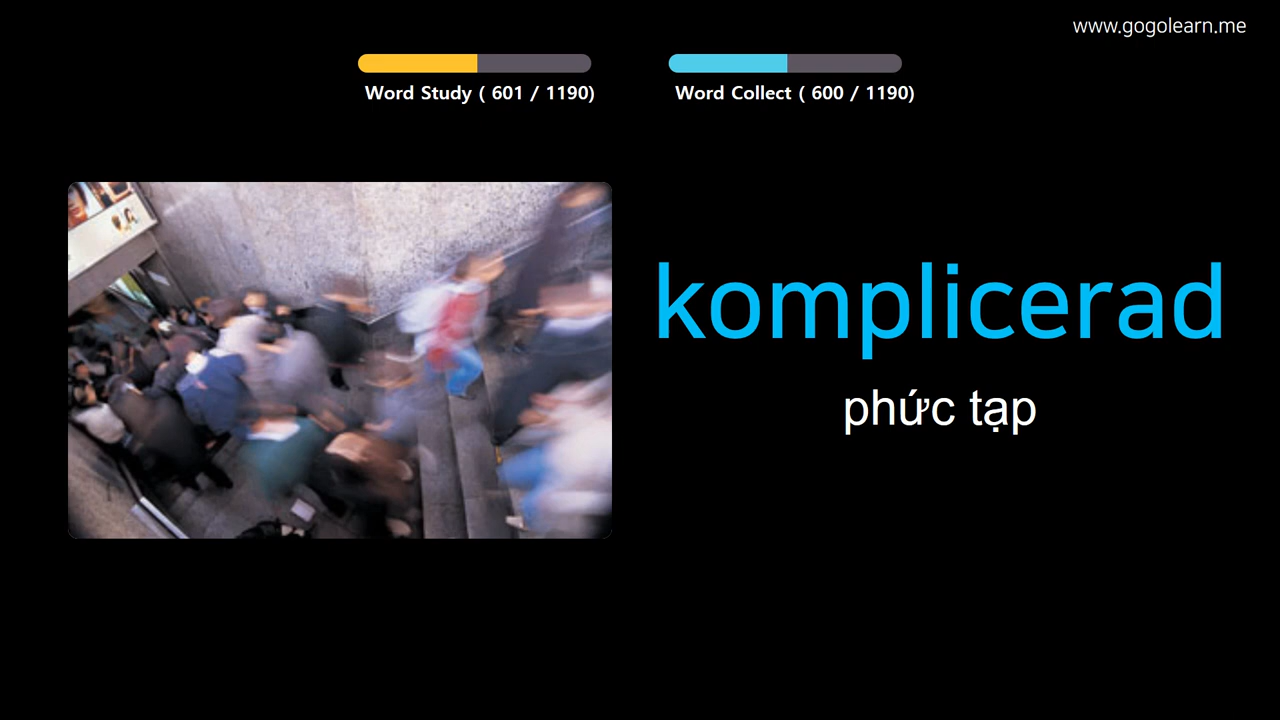 www.gogolearn.me
Word Study ( 601 / 1190)
Word Collect ( 600 / 1190)
komplicerad
phức tạp